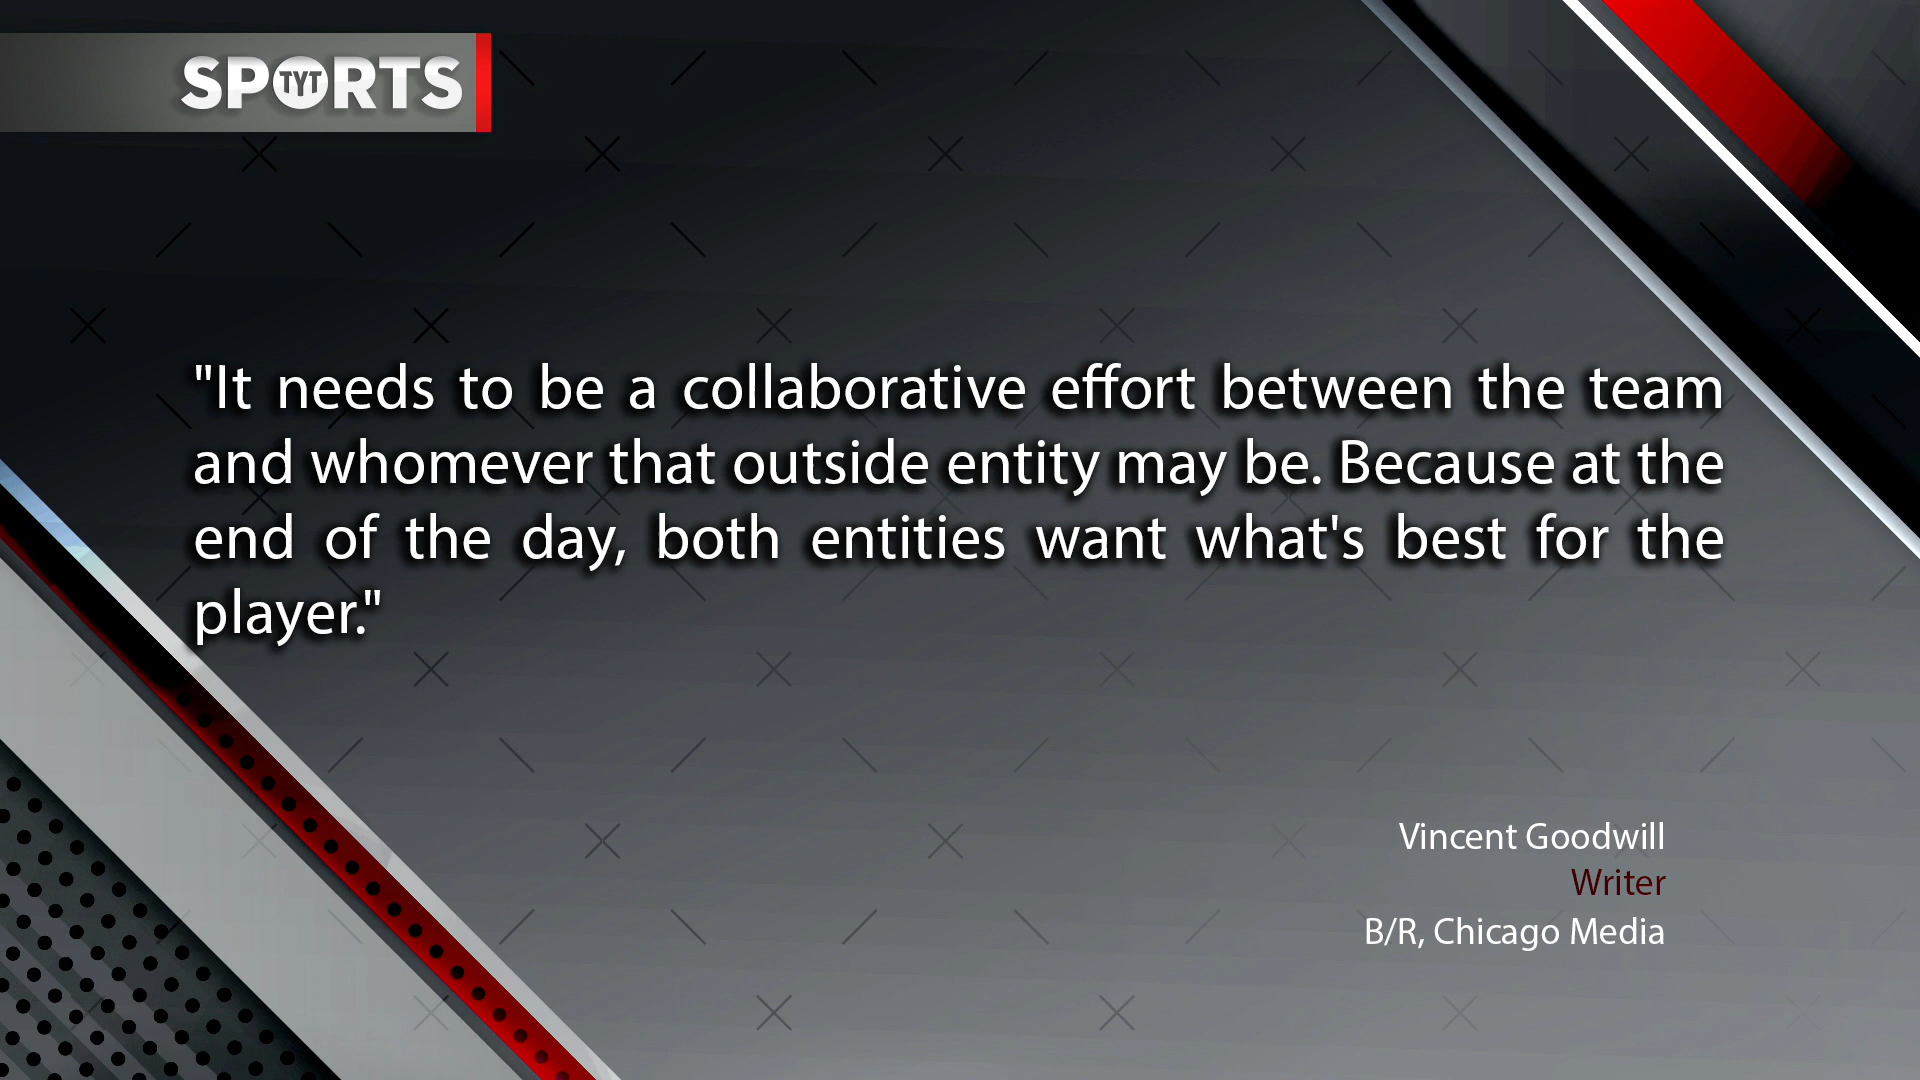 SPORTS
TYT
"It needs to be a collaborative effort between the team
and whomever that outside entity may be. Because at the
end of the day, both entities want what's best for the
player."
Vincent Goodwill
Writer
B/R, Chicago Media